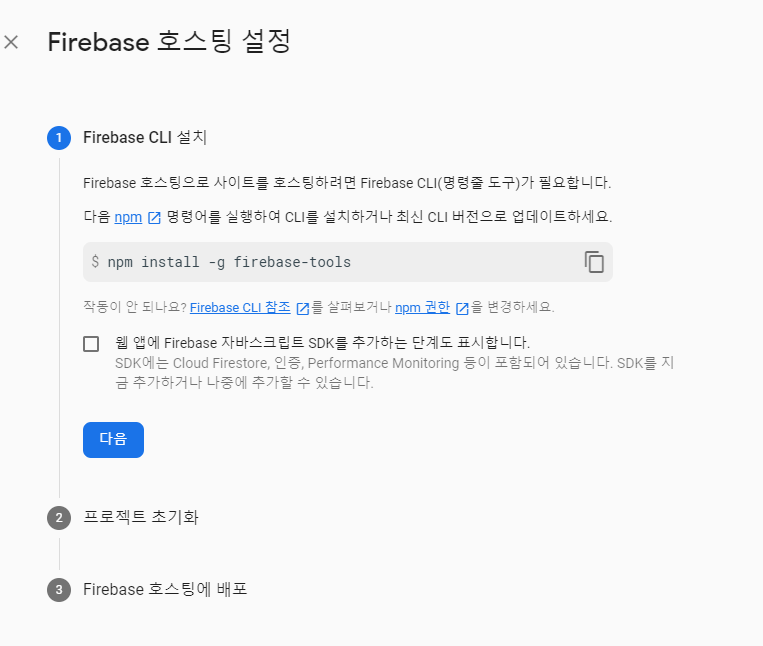 Firebase 호스팅 설정
1 Firebase CLI 설치
Firebase 호스팅으로 사이트를 호스팅하려면 Firebase CLI(명령줄 도구)가 필요합니다.
다음 npm 명령어를 실행하여 CLI를 설치하거나 최신 CLI 버전으로 업데이트하세요.
$ npm install -g firebase-tools
작동이 안 되나요? Firebase CLI 참조를 살펴보거나 npm 권한을 변경하세요.
웹 앱에 Firebase 자바스크립트 SDK를 추가하는 단계도 표시합니다.
SDK에는 Cloud Firestore, 인증, Performance Monitoring 등이 포함되어 있습니다. SDK를 지
금 추가하거나 나중에 추가할 수 있습니다.
다음
2 프로젝트 초기화
3 Firebase 호스팅에 배포